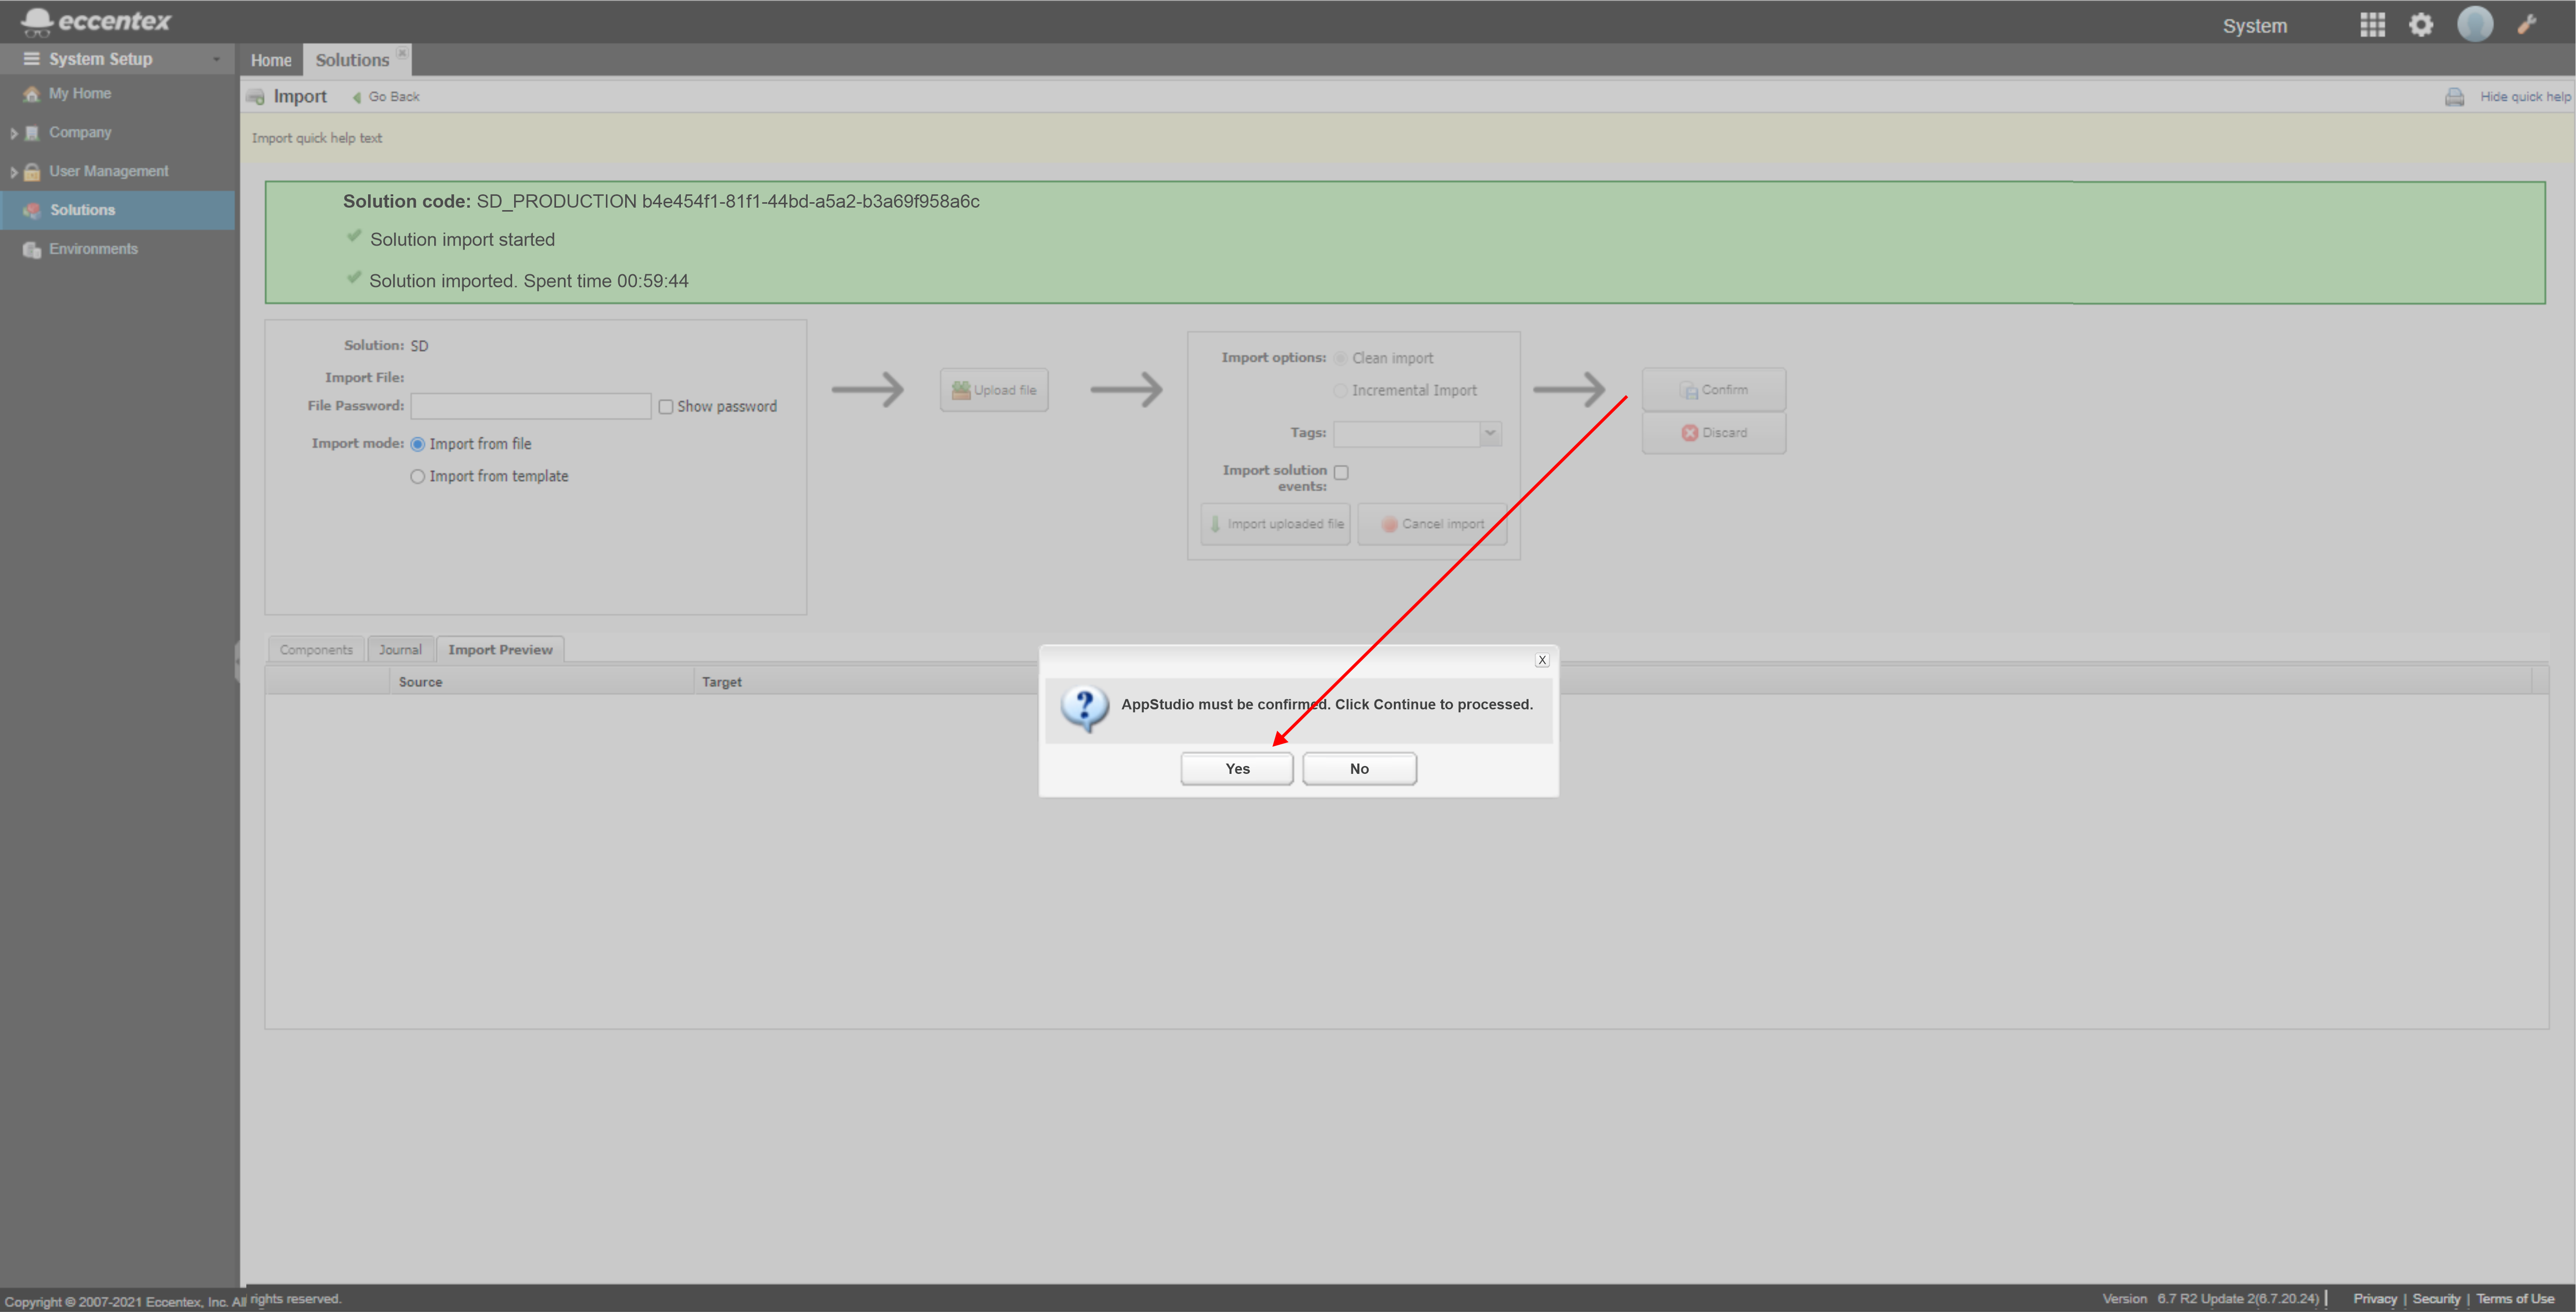 eccentex
System
System Setup
Home
Solutions
My Home
Import
Go Back
Hide quick help
Company
Import quick help text
User Management
Solutions
Environments
Solution code: SD_PRODUCTION b4e454f1-81f1-44bd-a5a2-b3a69f958a6c
Solution import started
Solution imported. Spent time 00:59:44
Solution: SD
Import File:
File Password:
Show password
Import mode:
Import from file
Import from template
Upload file
Import options:
Clean import
Incremental Import
Tags:
Import solution
events:
Import uploaded file
Cancel import
Confirm
Discard
Components
Journal
Import Preview
Source
Target
X
?
AppStudio must be confirmed. Click Continue to processed.
Yes
No
Copyright © 2007-2021 Eccentex, Inc. All rights reserved.
Version 6.7 R2 Update 2(6.7.20.24) | Privacy | Security | Terms of Use